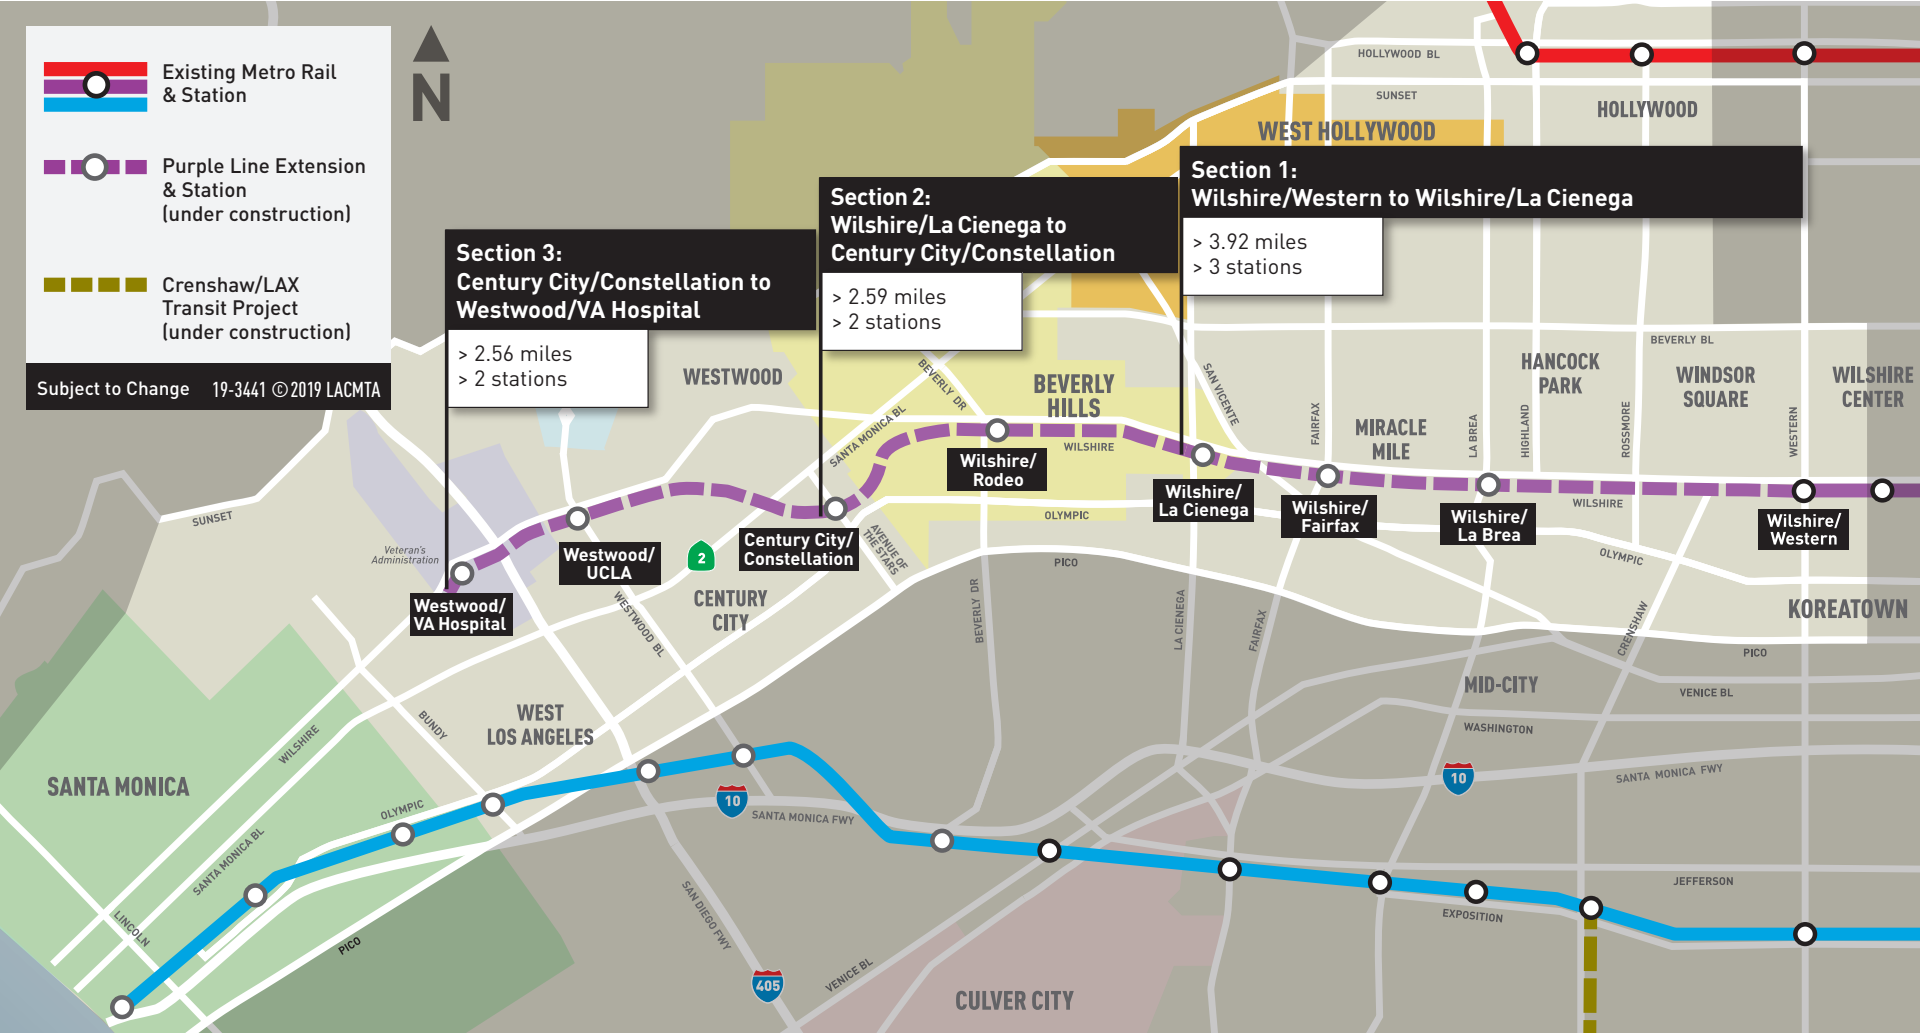 Existing Metro Rail
& Station
Purple Line Extension
& Station
(under construction)
Crenshaw/LAX
Transit Project
(under construction)
Subject to Change 19-3441 ©2019 LACMTA
N
Section 3:
Century City/Constellation to
Westwood/VA Hospital
> 2.56 miles
> 2 stations
Section 2:
Wilshire/La Cienega to
Century City/Constellation
> 2.59 miles
> 2 stations
Section 1:
Wilshire/Western to Wilshire/La Cienega
> 3.92 miles
> 3 stations
HOLLYWOOD BL
SUNSET
HOLLYWOOD
WEST HOLLYWOOD
BEVERLY BL
WESTWOOD
BEVERLY DR
BEVERLY
HILLS
SAN VICENTE
FAIRFAX
MIRACLE
MILE
LA BREA
HIGHLAND
HANCOCK
PARK
ROSSMORE
WINDSOR
SQUARE
WESTERN
WILSHIRE
CENTER
SANTA MONICA BL
WILSHIRE
WILSHIRE
Wilshire/
Rodeo
Wilshire/
La Cienega
Wilshire/
Fairfax
Wilshire/
La Brea
Wilshire/
Western
SUNSET
Veteran's
Administration
Westwood/
VA Hospital
Westwood/
UCLA
2
Century City/
Constellation
AVENUE OF
THE STARS
OLYMPIC
PICO
OLYMPIC
CENTURY
CITY
WESTWOOD BL
BEVERLY DR
LA CIENEGA
FAIRFAX
CRENSHAW
KOREATOWN
PICO
MID-CITY
VENICE BL
WASHINGTON
SANTA MONICA FWY
10
WEST
LOS ANGELES
BUNDY
WILSHIRE
SANTA MONICA
OLYMPIC
SANTA MONICA BL
LINCOLN
PICO
10
SANTA MONICA FWY
SAN DIEGO FWY
405
VENICE BL
CULVER CITY
JEFFERSON
EXPOSITION